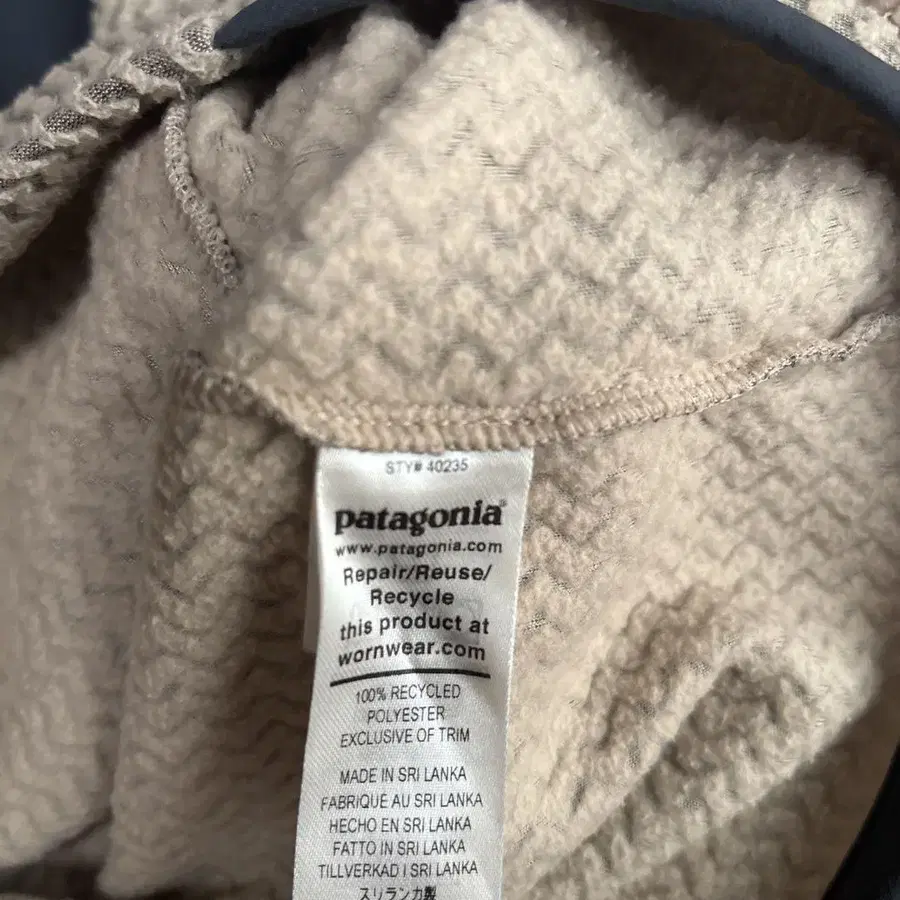 STY# 40235
patagonia®
www.patagonia.com
Repair/Reuse/
Recycle
this product at
wornwear.com
100% RECYCLED
POLYESTER
EXCLUSIVE OF TRIM
MADE IN SRI LANKA
FABRIQUÉ AU SRI LANKA
HECHO EN SRI LANKA
FATTO IN SRI LANKA
TILLVERKAD I SRI LANKA
スリランカ製